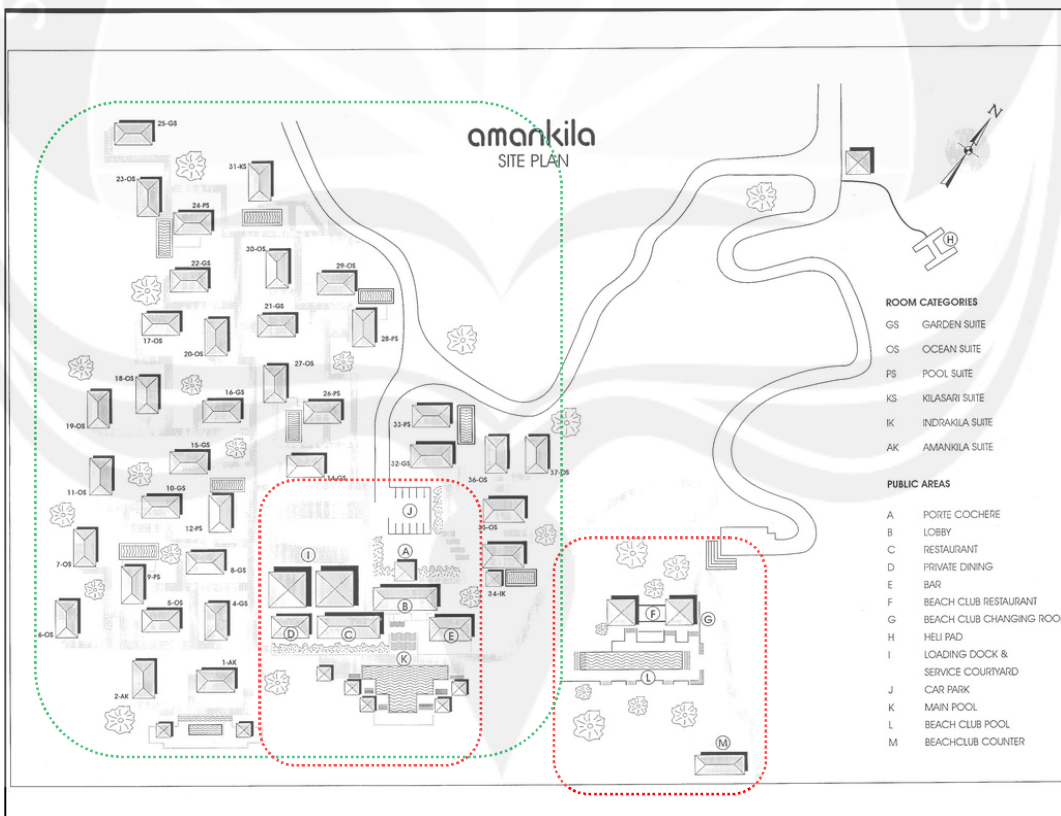 S
S
amankila
SITE PLAN
N
25-GS
31-KS
23-OS
24-PS
30-OS
22-GS
29-OS
21-GS
17-OS
20-OS
28-PS
27-OS
18-OS
16-GS
26-PS
19-OS
33-PS
15-GS
32-GS
36-OS
37-OS
11-OS
14-GS
10-GS
12-PS
J
35-OS
7-OS
I
A
8-GS
9-PS
34-IK
B
6-OS
5-OS
4-GS
D
C
E
K
2-AK
1-AK
F
G
L
M
H
ROOM CATEGORIES
GS GARDEN SUITE
OS OCEAN SUITE
PS POOL SUITE
KS KILASARI SUITE
IK INDRAKILA SUITE
AK AMANKILA SUITE
PUBLIC AREAS
A PORTE COCHERE
B LOBBY
C RESTAURANT
D PRIVATE DINING
E BAR
F BEACH CLUB RESTAURANT
G BEACH CLUB CHANGING ROO
H HELI PAD
I LOADING DOCK &
SERVICE COURTYARD
J CAR PARK
K MAIN POOL
L BEACH CLUB POOL
M BEACHCLUB COUNTER